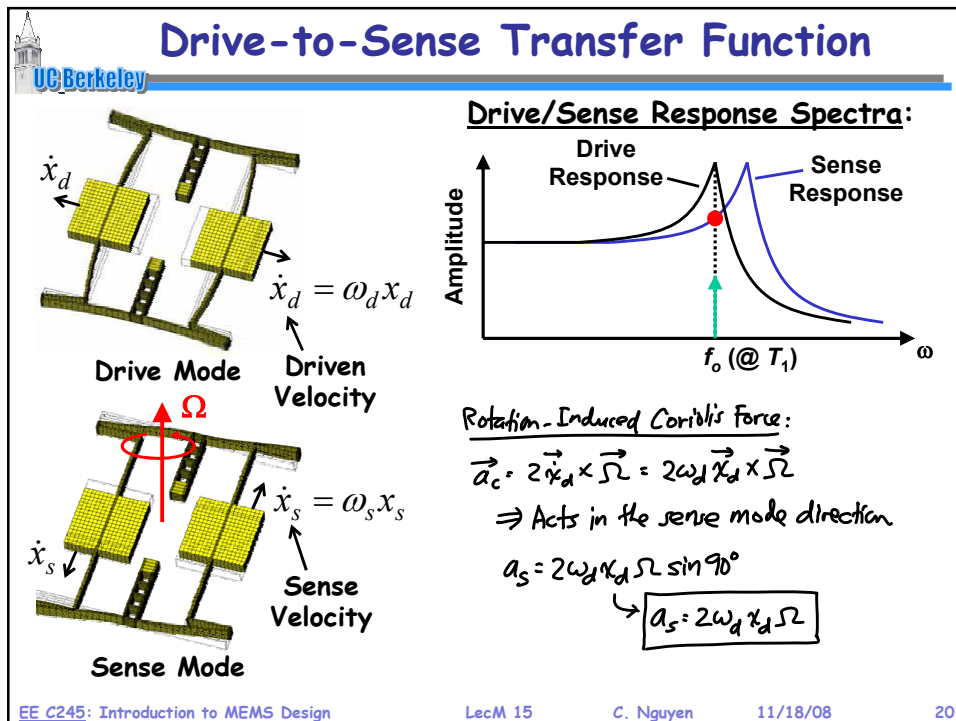 Drive-to-Sense Transfer Function
UC Berkeley
Drive/Sense Response Spectra:
ẋ_d
ẋ_d = ω_d x_d
Drive Mode
Driven
Velocity
Amplitude
Drive
Response
Sense
Response
f_o (@ T_1)
ω
Ω
ẋ_s = ω_s x_s
ẋ_s
Sense
Velocity
Sense Mode
Rotation-Induced Coriolis Force:
a⃗_c = 2ẋ⃗_d × Ω⃗ = 2ω_d x⃗_d × Ω⃗
⇒ Acts in the sense mode direction
a_s = 2ω_d x_d Ω sin 90°
a_s = 2ω_d x_d Ω
EE C245: Introduction to MEMS Design LecM 15 C. Nguyen 11/18/08 20